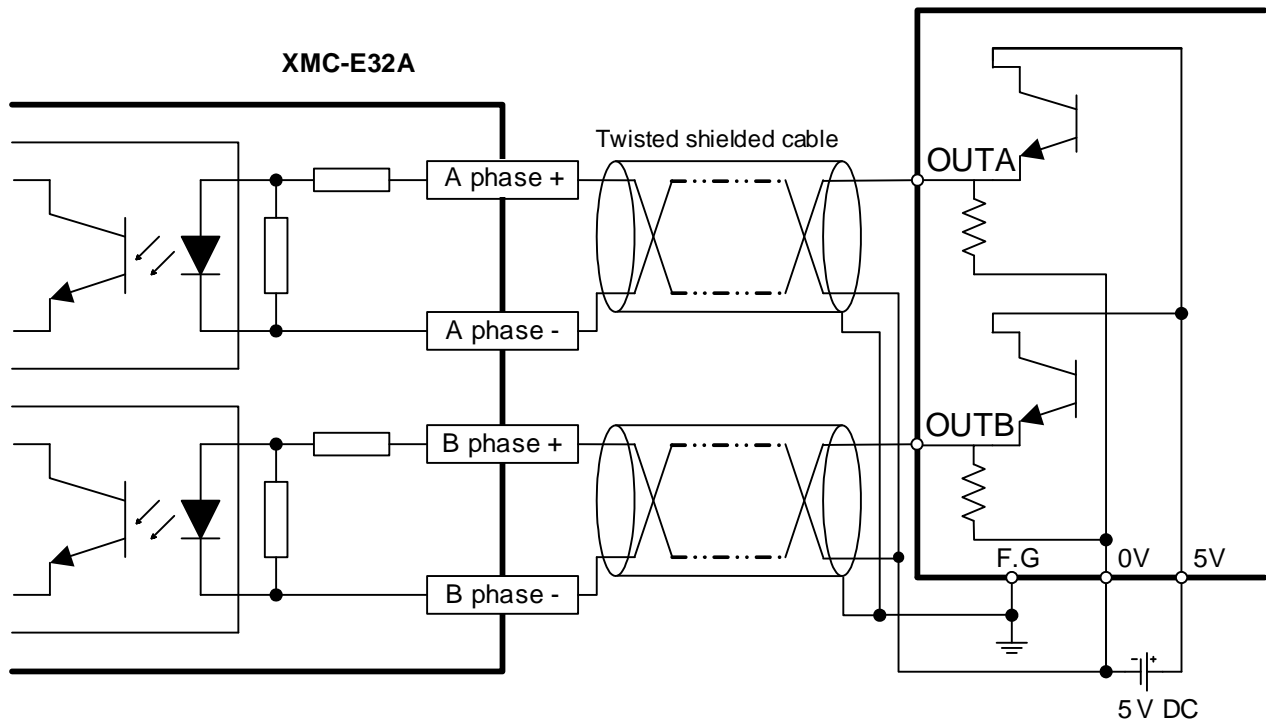 XMC-E32A
Twisted shielded cable
OUTA
A phase +
A phase -
OUTB
B phase +
B phase -
F.G 0V 5V
- +
5 V DC